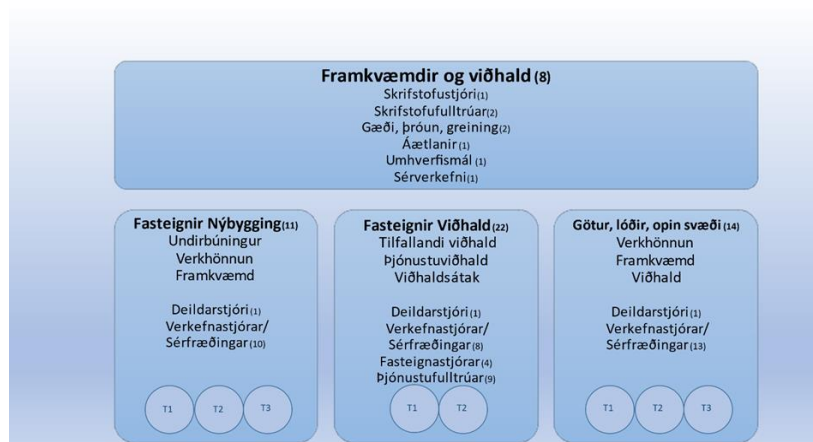 Framkvæmdir og viðhald (8)
Skrifstofustjóri(1)
Skrifstofufulltrúar(2)
Gæði, þróun, greining(2)
Áætlanir (1)
Umhverfismál (1)
Sérverkefni(1)
Fasteignir Nýbygging(11)
Undirbúningur
Verkhönnun
Framkvæmd
Deildarstjóri(1)
Verkefnastjórar/
Sérfræðingar(10)
T1 T2 T3
Fasteignir Viðhald(22)
Tilfallandi viðhald
Þjónustuviðhald
Viðhaldsátak
Deildarstjóri(1)
Verkefnastjórar/
Sérfræðingar(8)
Fasteignastjórar(4)
Þjónustufulltrúar(9)
T1 T2
Götur, lóðir, opin svæði(14)
Verkhönnun
Framkvæmd
Viðhald
Deildarstjóri(1)
Verkefnastjórar/
Sérfræðingar(13)
T1 T2 T3